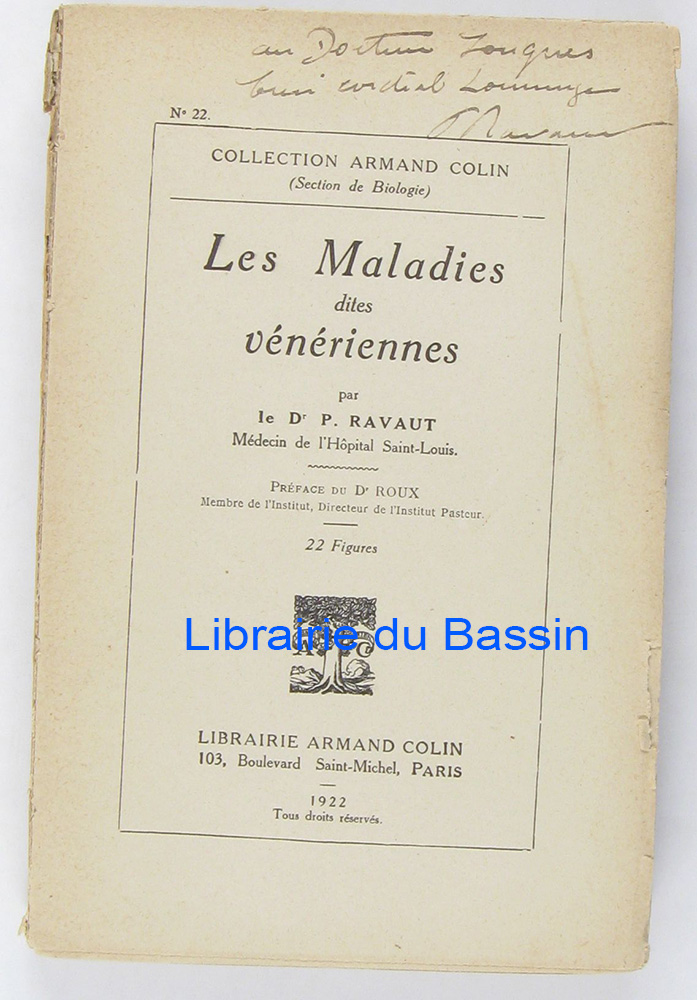 au Docteur
cordial hommage
Ravaut
N° 22.
COLLECTION ARMAND COLIN
(Section de Biologie)
Les Maladies
dites
vénériennes
par
le Dr P. RAVAUT
Médecin de l'Hôpital Saint-Louis.
PRÉFACE DU Dr ROUX
Membre de l'Institut, Directeur de l'Institut Pasteur.
22 Figures
Librairie du Bassin
A C
LIBRAIRIE ARMAND COLIN
103, Boulevard Saint-Michel, PARIS
1922
Tous droits réservés.